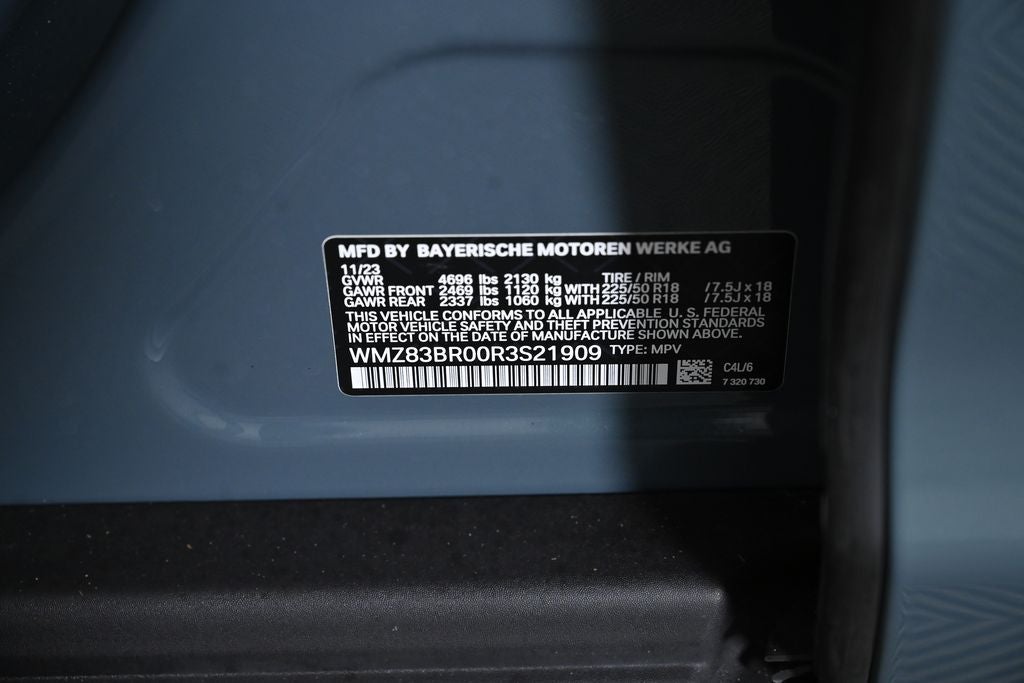 MFD BY BAYERISCHE MOTOREN WERKE AG
11/23
GVWR 4696 lbs 2130 kg TIRE / RIM
GAWR FRONT 2469 lbs 1120 kg WITH 225/50 R18 /7.5J x 18
GAWR REAR 2337 lbs 1060 kg WITH 225/50 R18 /7.5J x 18
THIS VEHICLE CONFORMS TO ALL APPLICABLE U. S. FEDERAL
MOTOR VEHICLE SAFETY AND THEFT PREVENTION STANDARDS
IN EFFECT ON THE DATE OF MANUFACTURE SHOWN ABOVE.
WMZ83BR00R3S21909 TYPE: MPV
C4L/6
7 320 730